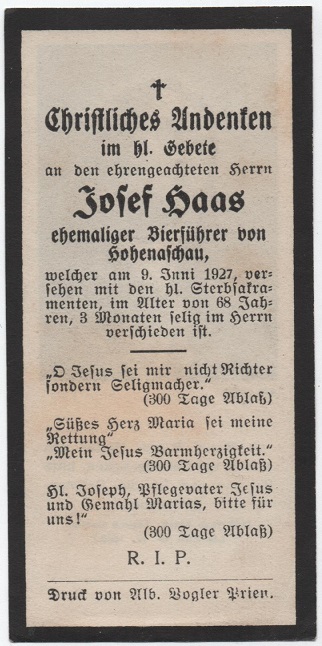 Christliches Andenken
im hl. Gebete
an den ehrengeachteten Herrn
Josef Haas
ehemaliger Bierführer von
Hohenaschau,
welcher am 9. Juni 1927, ver-
sehen mit den hl. Sterbsakra-
menten, im Alter von 68 Jah-
ren, 3 Monaten selig im Herrn
verschieden ist.
„O Jesus sei mir nicht Richter
sondern Seligmacher.“
(300 Tage Ablaß)
„Süßes Herz Maria sei meine
Rettung“
„Mein Jesus Barmherzigkeit.“
(300 Tage Ablaß)
Hl. Joseph, Pflegevater Jesus
und Gemahl Marias, bitte für
uns!“
(300 Tage Ablaß)
R. I. P.
Druck von Alb. Vogler Prien.